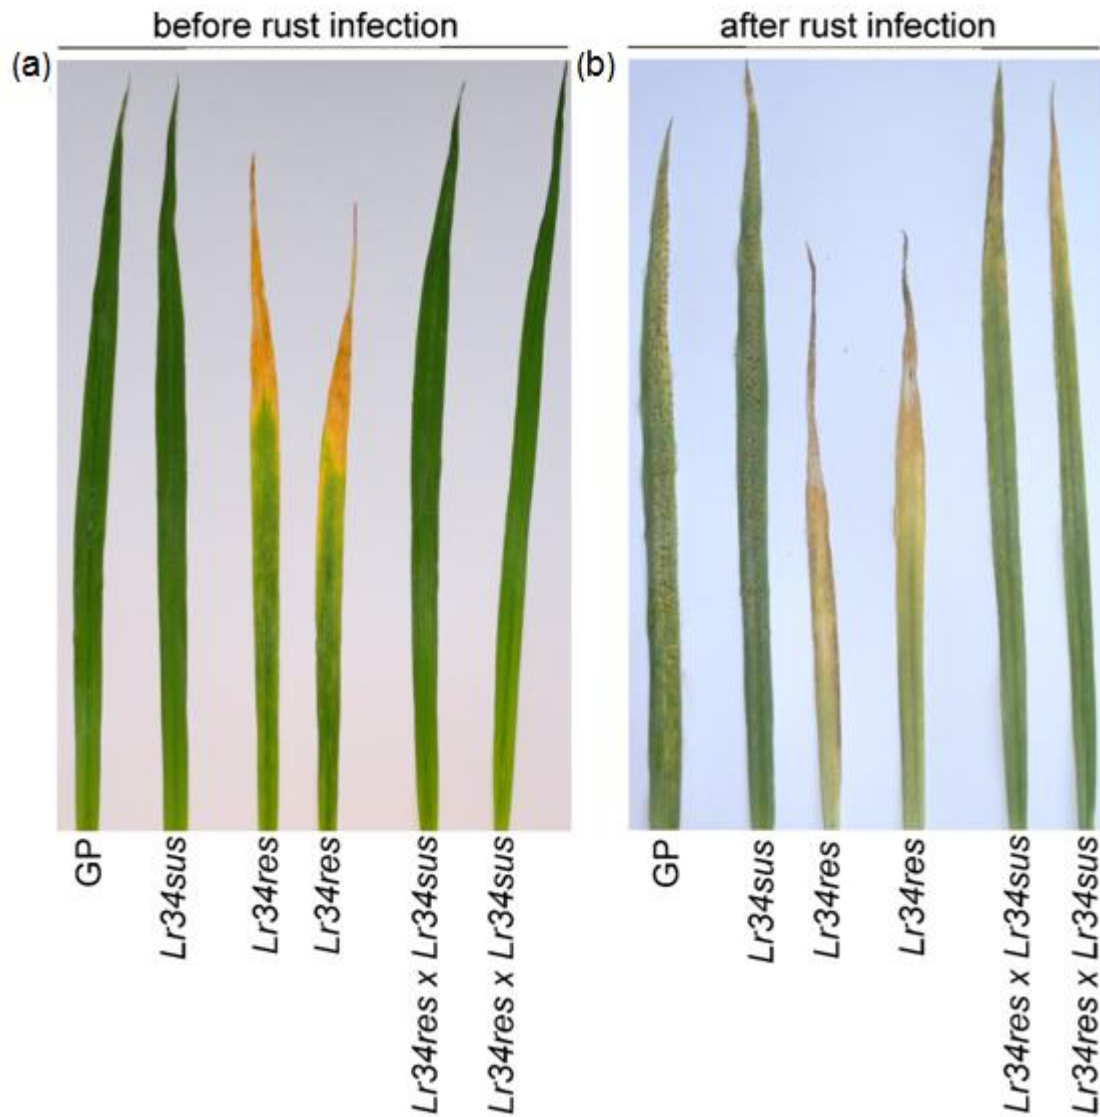 before rust infection
(a)
GP
Lr34sus
Lr34res
Lr34res
Lr34res x Lr34sus
Lr34res x Lr34sus
after rust infection
(b)
GP
Lr34sus
Lr34res
Lr34res
Lr34res x Lr34sus
Lr34res x Lr34sus